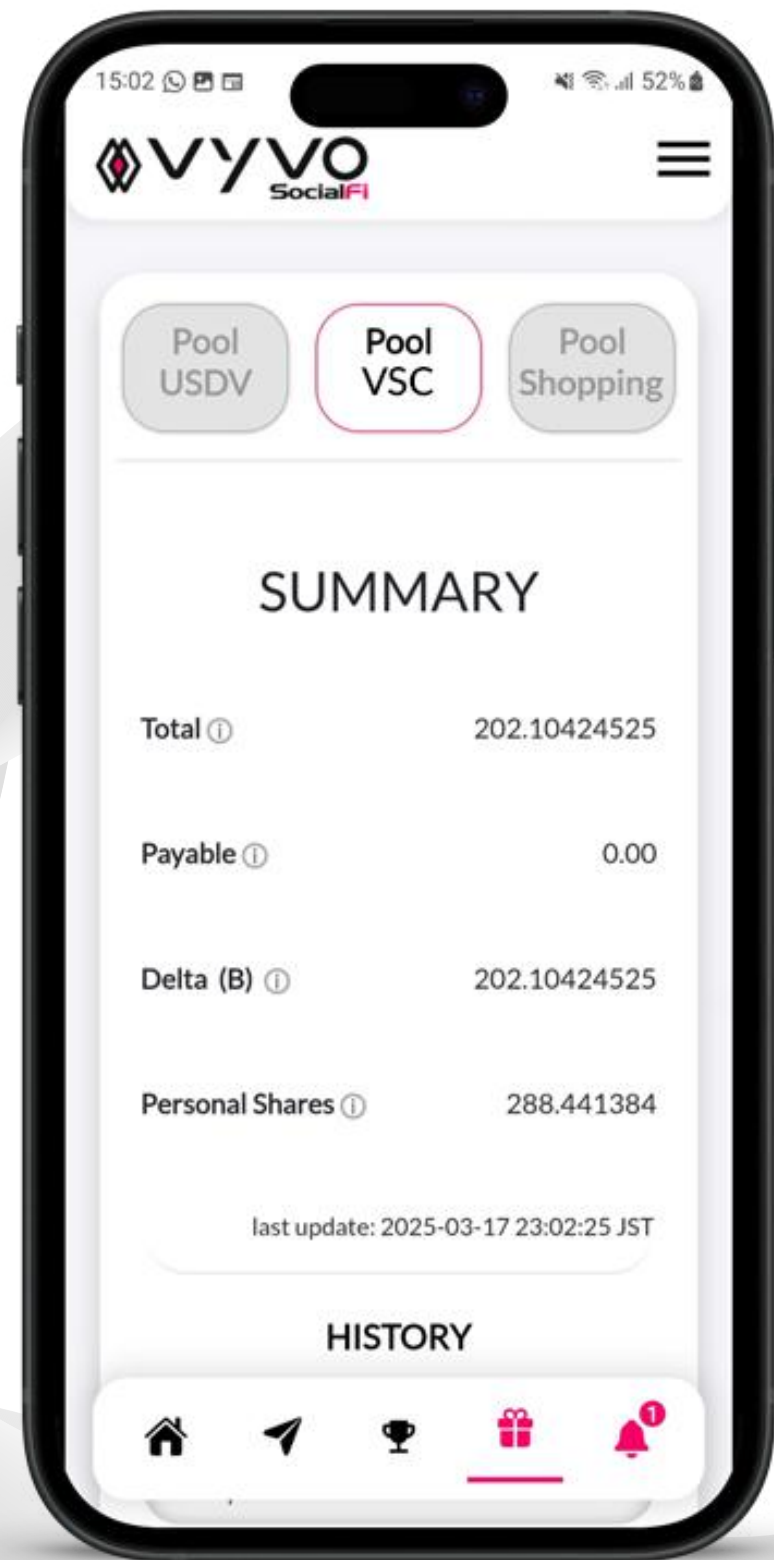 15:02 52%
VYVO
SocialFi
Pool USDV
Pool VSC
Pool Shopping
SUMMARY
Total 202.10424525
Payable 0.00
Delta (B) 202.10424525
Personal Shares 288.441384
last update: 2025-03-17 23:02:25 JST
HISTORY
1